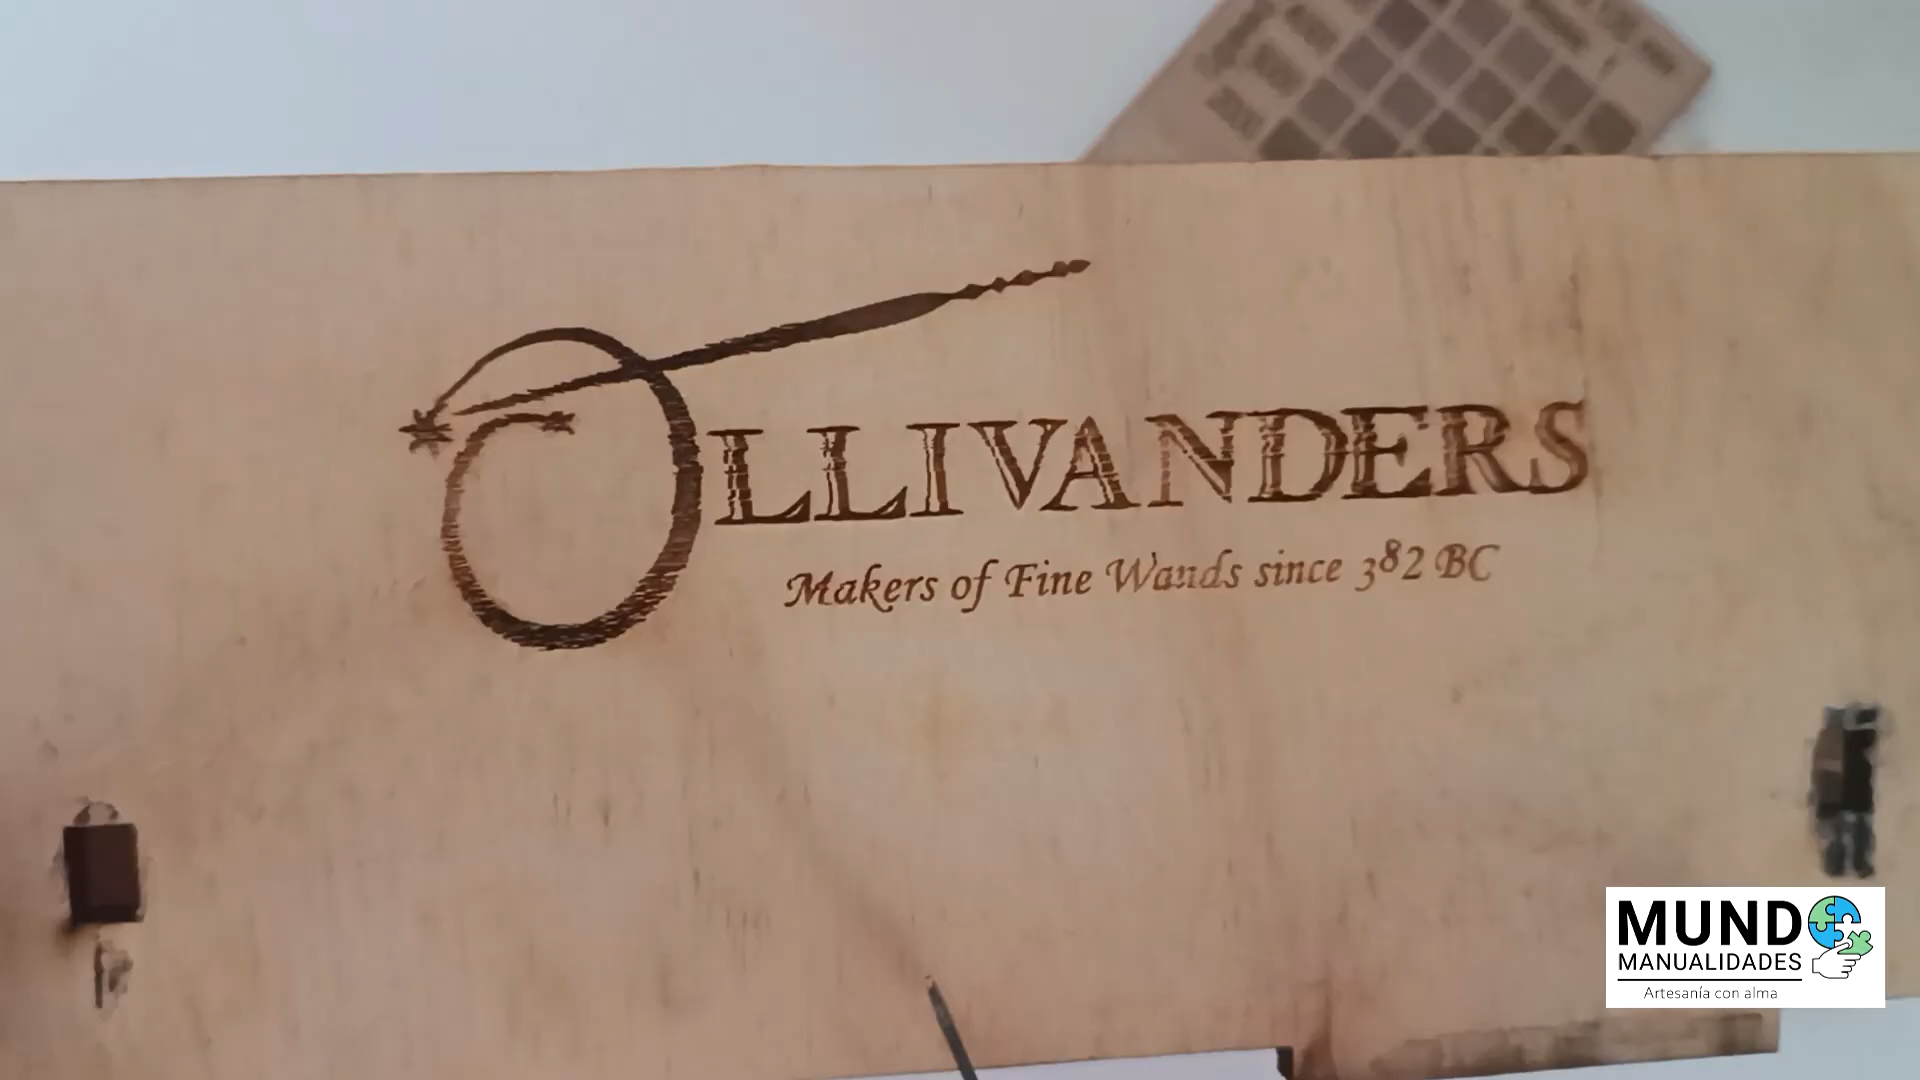 OLLIVANDERS
Makers of Fine Wands since 382 BC
MUNDO
MANUALIDADES
Artesanía con alma